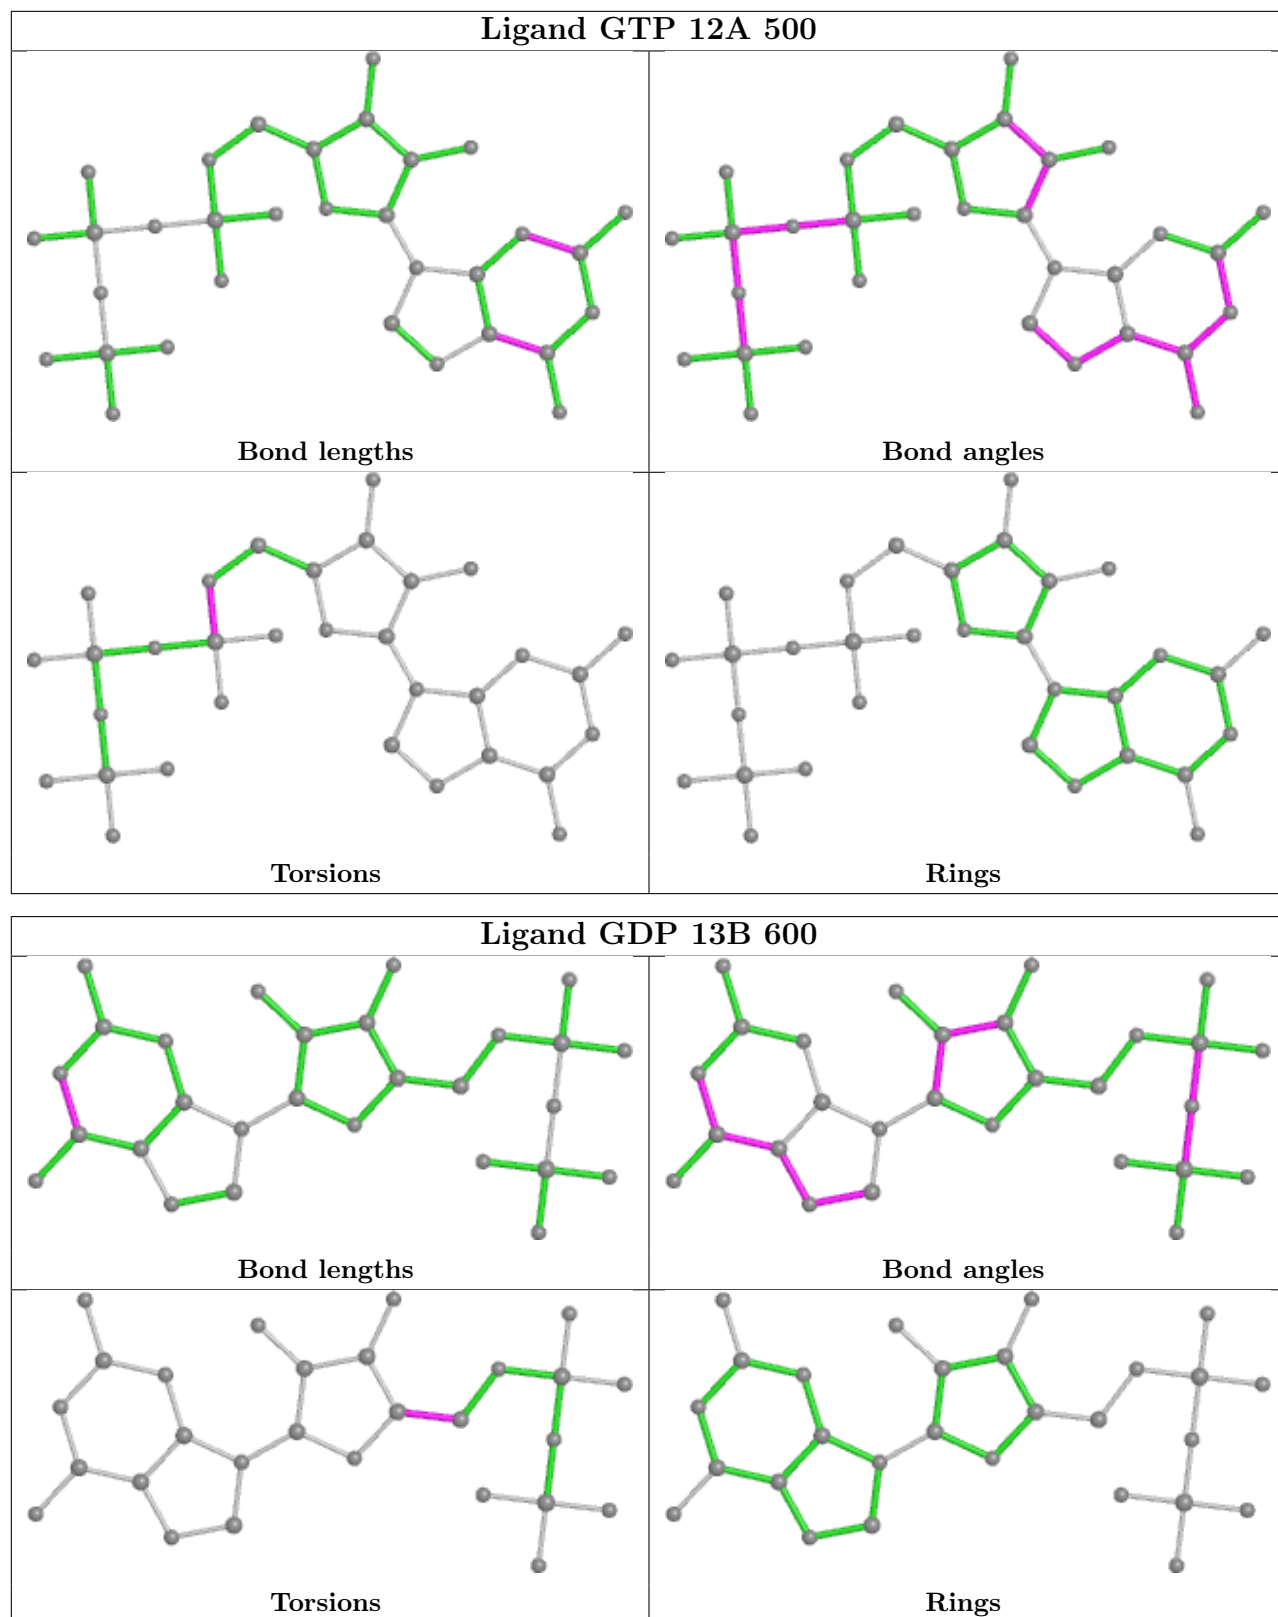 Ligand GTP 12A 500
Bond lengths
Bond angles
Torsions
Rings
Ligand GDP 13B 600
Bond lengths
Bond angles
Torsions
Rings